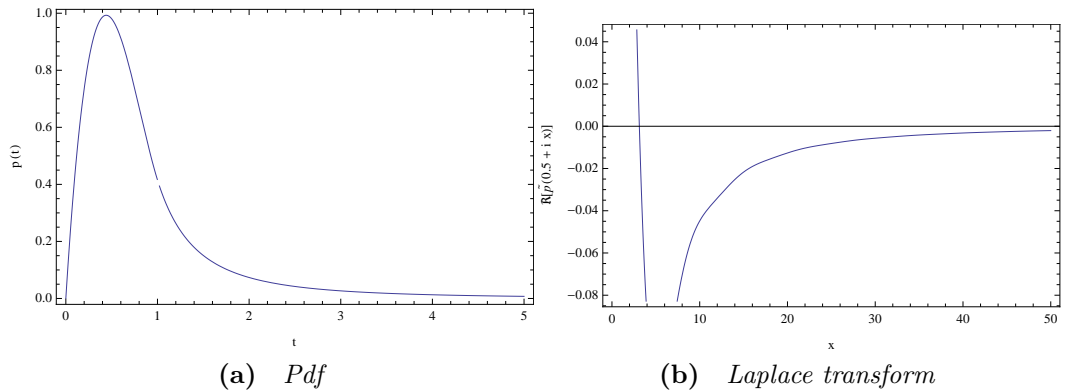 1.0
0.8
0.6
0.4
0.2
0.0
p (t)
0 1 2 3 4 5
t
(a) Pdf
0.04
0.02
0.00
−0.02
−0.04
−0.06
−0.08
ℝ[p̃(0.5 + i x)]
0 10 20 30 40 50
x
(b) Laplace transform